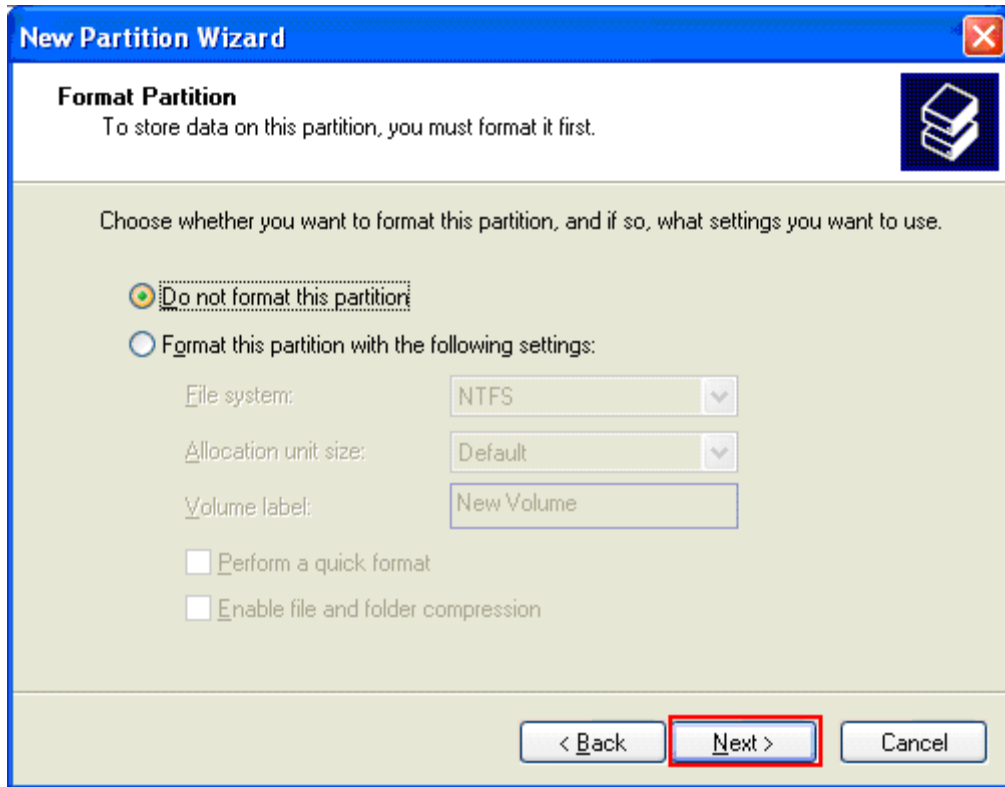 New Partition Wizard
Format Partition
To store data on this partition, you must format it first.
Choose whether you want to format this partition, and if so, what settings you want to use.
Do not format this partition
Format this partition with the following settings:
File system: NTFS
Allocation unit size: Default
Volume label: New Volume
Perform a quick format
Enable file and folder compression
< Back Next > Cancel